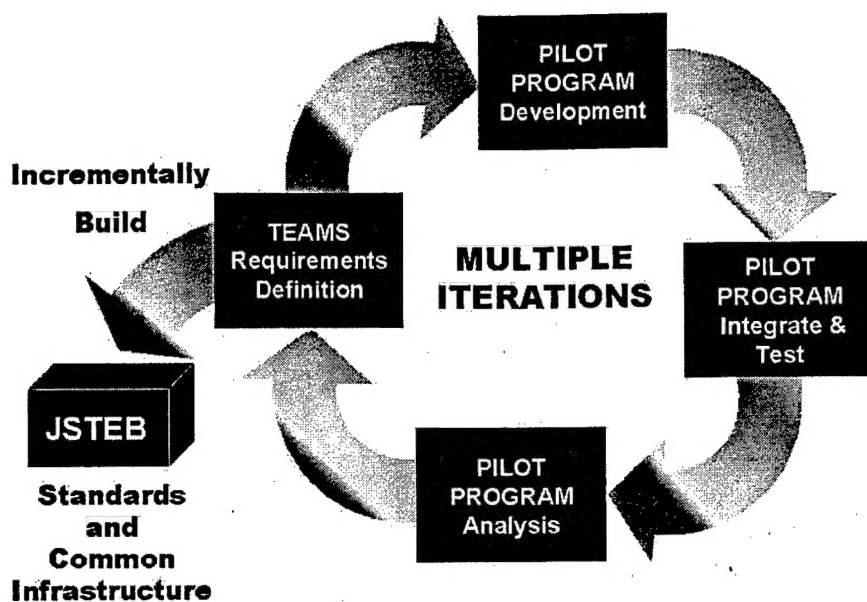 PILOT
PROGRAM
Development
Incrementally
Build
TEAMS
Requirements
Definition
MULTIPLE
ITERATIONS
PILOT
PROGRAM
Integrate &
Test
JSTEB
PILOT
PROGRAM
Analysis
Standards
and
Common
Infrastructure